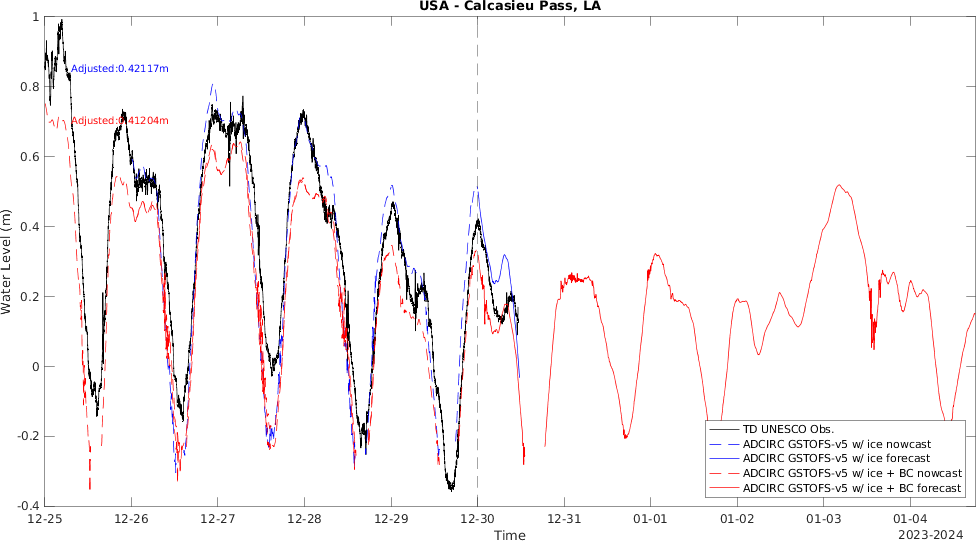 USA - Calcasieu Pass, LA
1
0.8
0.6
0.4
0.2
0
-0.2
-0.4
Water Level (m)
Adjusted:0.42117m
Adjusted:0.41204m
TD UNESCO Obs.
ADCIRC GSTOFS-v5 w/ ice nowcast
ADCIRC GSTOFS-v5 w/ ice forecast
ADCIRC GSTOFS-v5 w/ ice + BC nowcast
ADCIRC GSTOFS-v5 w/ ice + BC forecast
12-25 12-26 12-27 12-28 12-29 12-30 12-31 01-01 01-02 01-03 01-04
Time
2023-2024